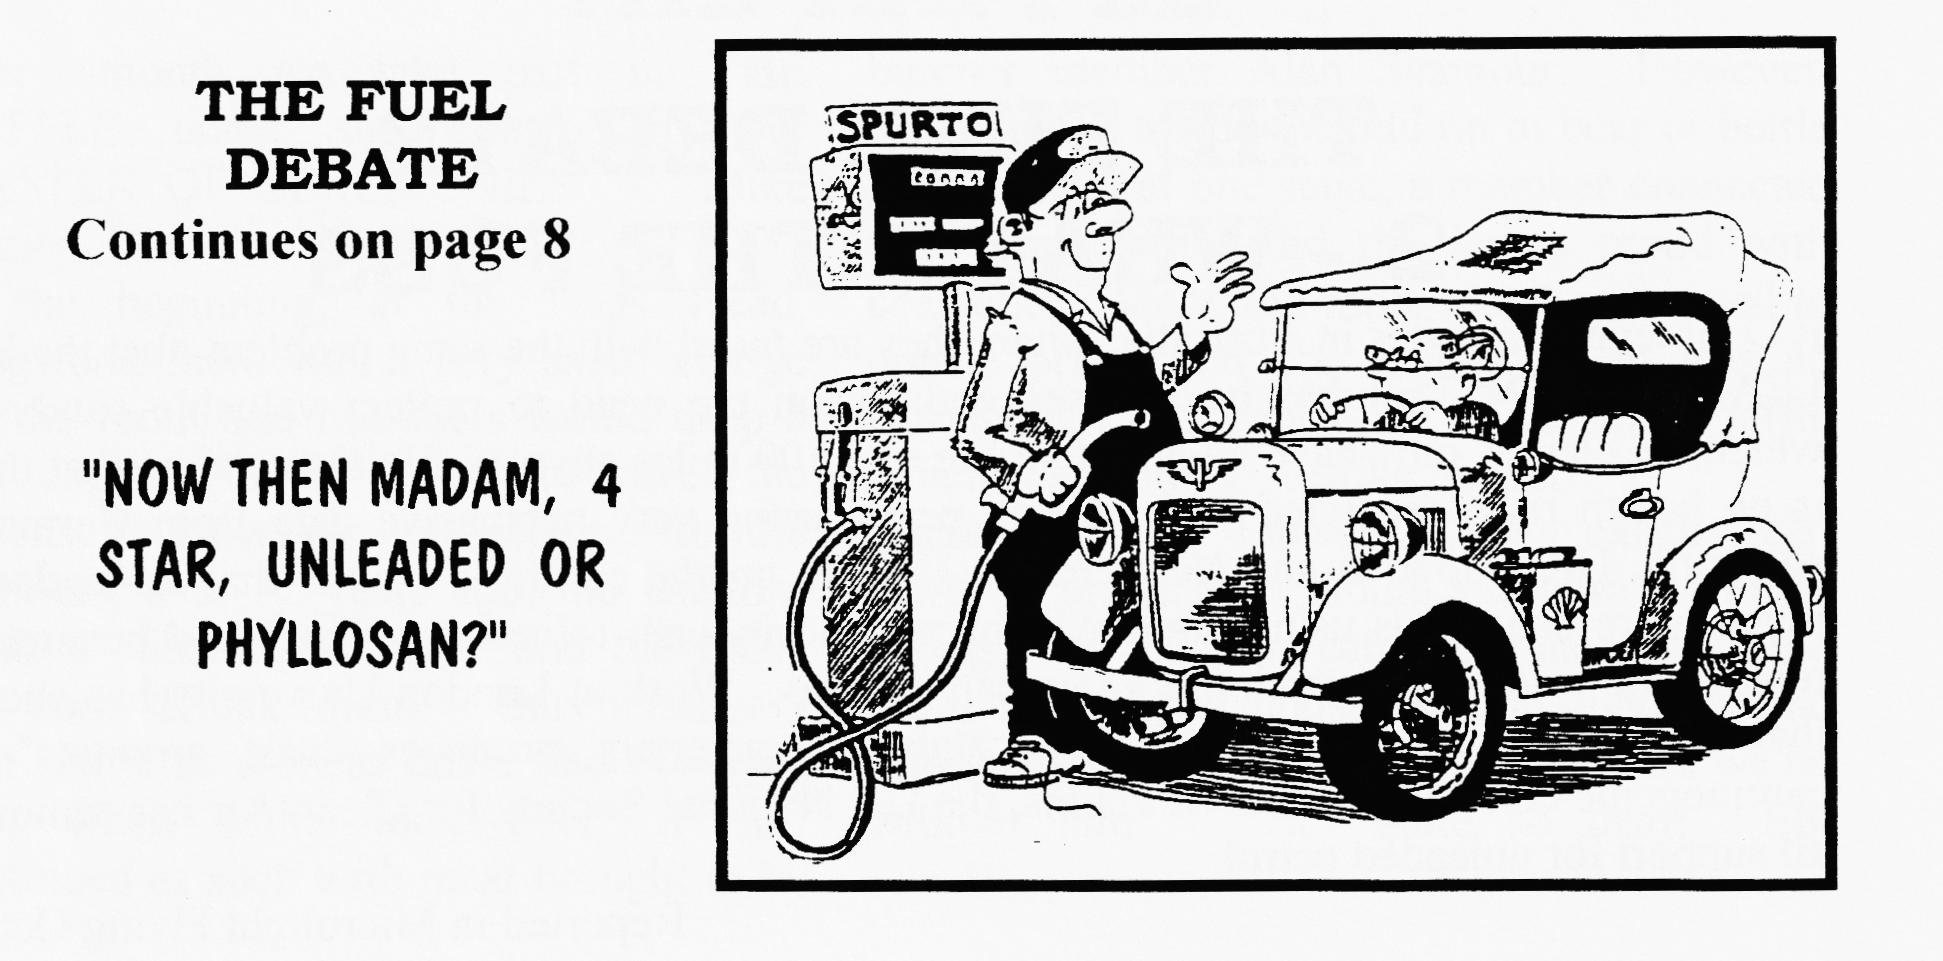 THE FUEL
DEBATE
Continues on page 8
"NOW THEN MADAM, 4
STAR, UNLEADED OR
PHYLLOSAN?"
SPURTO